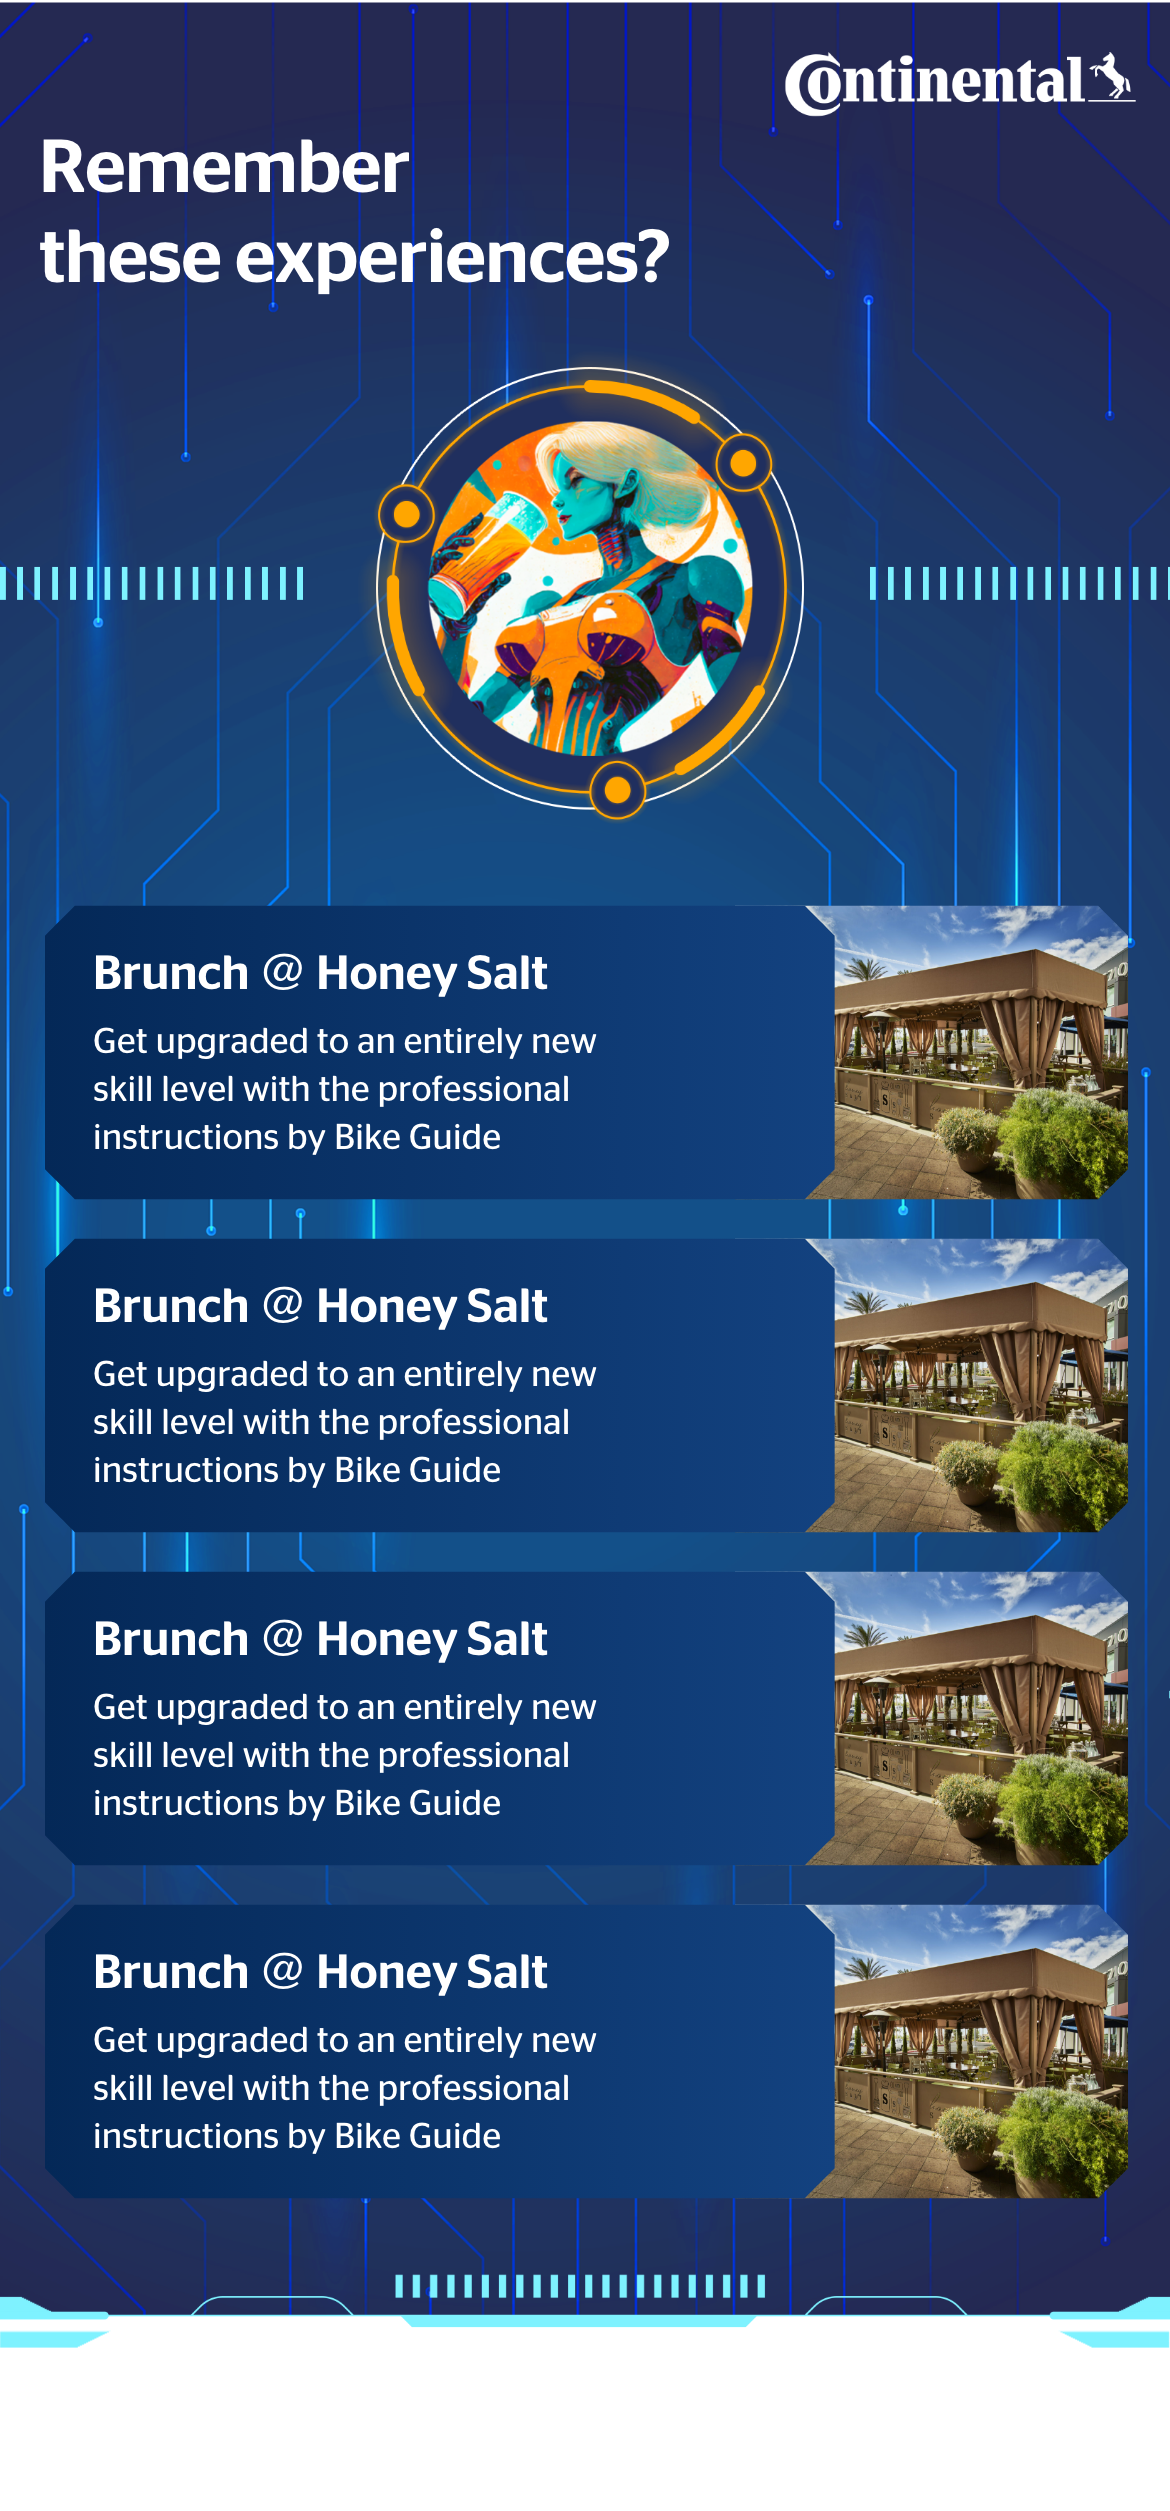 Continental
Remember
these experiences?
Brunch @ Honey Salt
Get upgraded to an entirely new
skill level with the professional
instructions by Bike Guide
Brunch @ Honey Salt
Get upgraded to an entirely new
skill level with the professional
instructions by Bike Guide
Brunch @ Honey Salt
Get upgraded to an entirely new
skill level with the professional
instructions by Bike Guide
Brunch @ Honey Salt
Get upgraded to an entirely new
skill level with the professional
instructions by Bike Guide